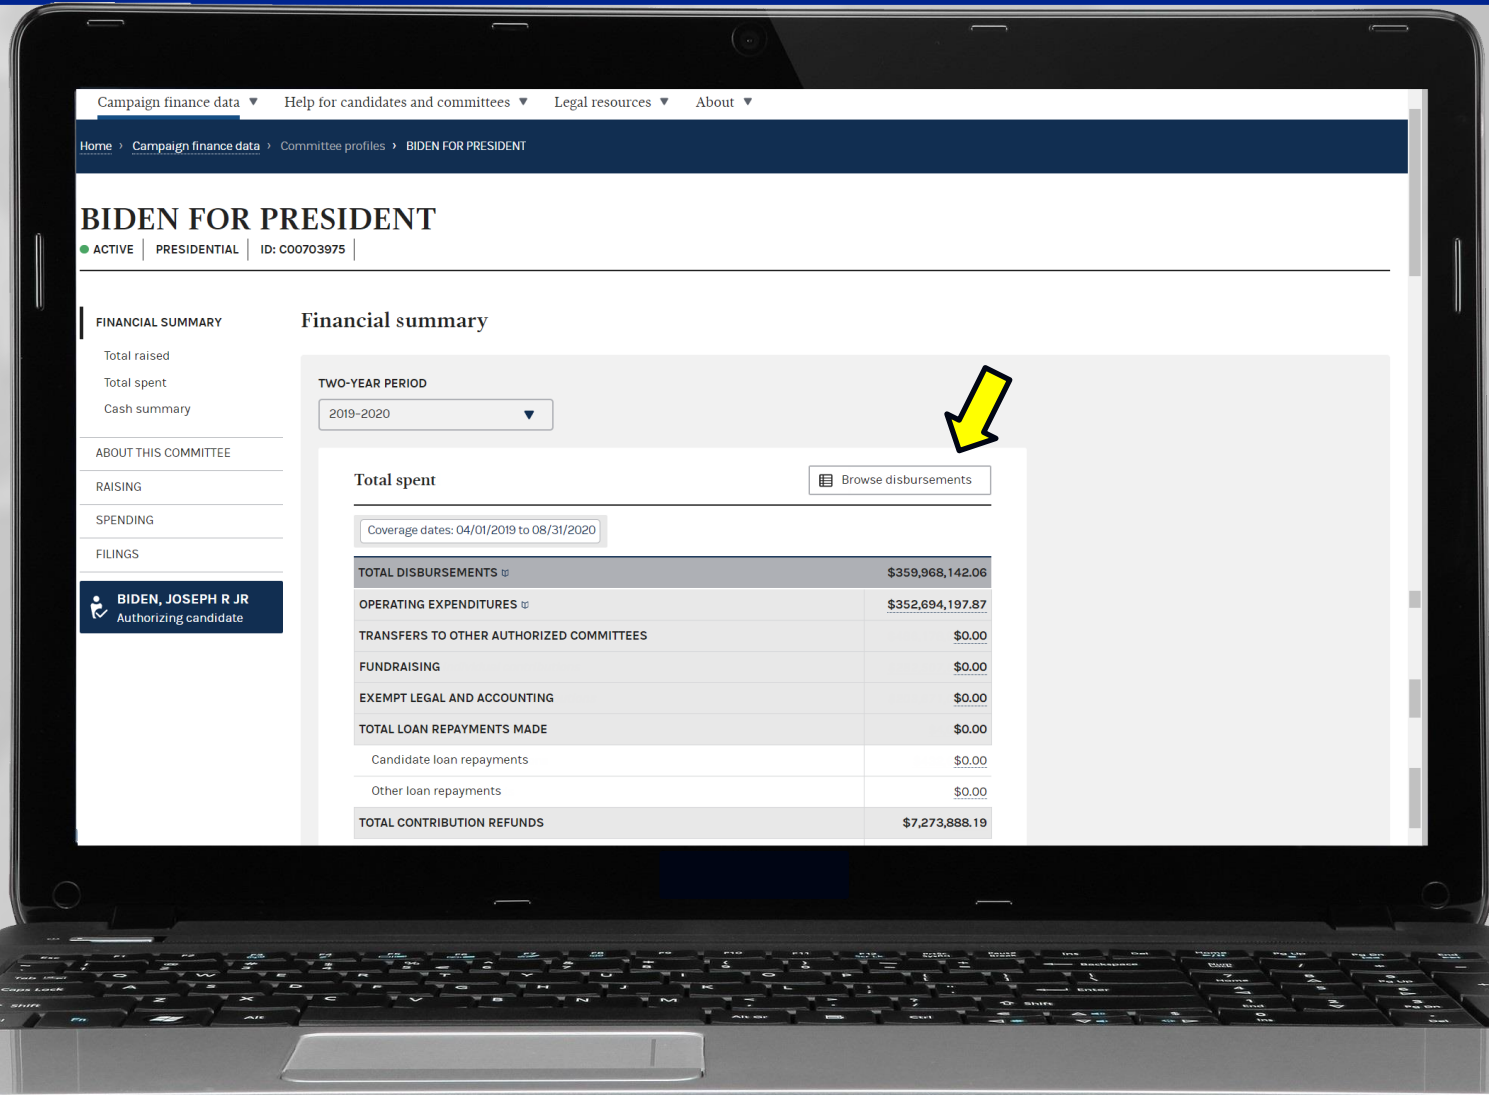 Campaign finance data Help for candidates and committees Legal resources About
Home › Campaign finance data › Committee profiles › BIDEN FOR PRESIDENT
BIDEN FOR PRESIDENT
ACTIVE PRESIDENTIAL ID: C00703975
FINANCIAL SUMMARY
Total raised
Total spent
Cash summary
ABOUT THIS COMMITTEE
RAISING
SPENDING
FILINGS
BIDEN, JOSEPH R JR
Authorizing candidate
Financial summary
TWO-YEAR PERIOD
2019–2020
Total spent
Browse disbursements
Coverage dates: 04/01/2019 to 08/31/2020
TOTAL DISBURSEMENTS $359,968,142.06
OPERATING EXPENDITURES $352,694,197.87
TRANSFERS TO OTHER AUTHORIZED COMMITTEES $0.00
FUNDRAISING $0.00
EXEMPT LEGAL AND ACCOUNTING $0.00
TOTAL LOAN REPAYMENTS MADE $0.00
Candidate loan repayments $0.00
Other loan repayments $0.00
TOTAL CONTRIBUTION REFUNDS $7,273,888.19